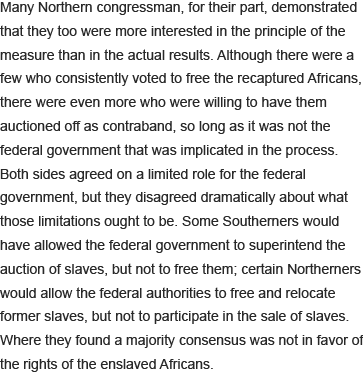 Many Northern congressman, for their part, demonstrated
that they too were more interested in the principle of the
measure than in the actual results. Although there were a
few who consistently voted to free the recaptured Africans,
there were even more who were willing to have them
auctioned off as contraband, so long as it was not the
federal government that was implicated in the process.
Both sides agreed on a limited role for the federal
government, but they disagreed dramatically about what
those limitations ought to be. Some Southerners would
have allowed the federal government to superintend the
auction of slaves, but not to free them; certain Northerners
would allow the federal authorities to free and relocate
former slaves, but not to participate in the sale of slaves.
Where they found a majority consensus was not in favor of
the rights of the enslaved Africans.